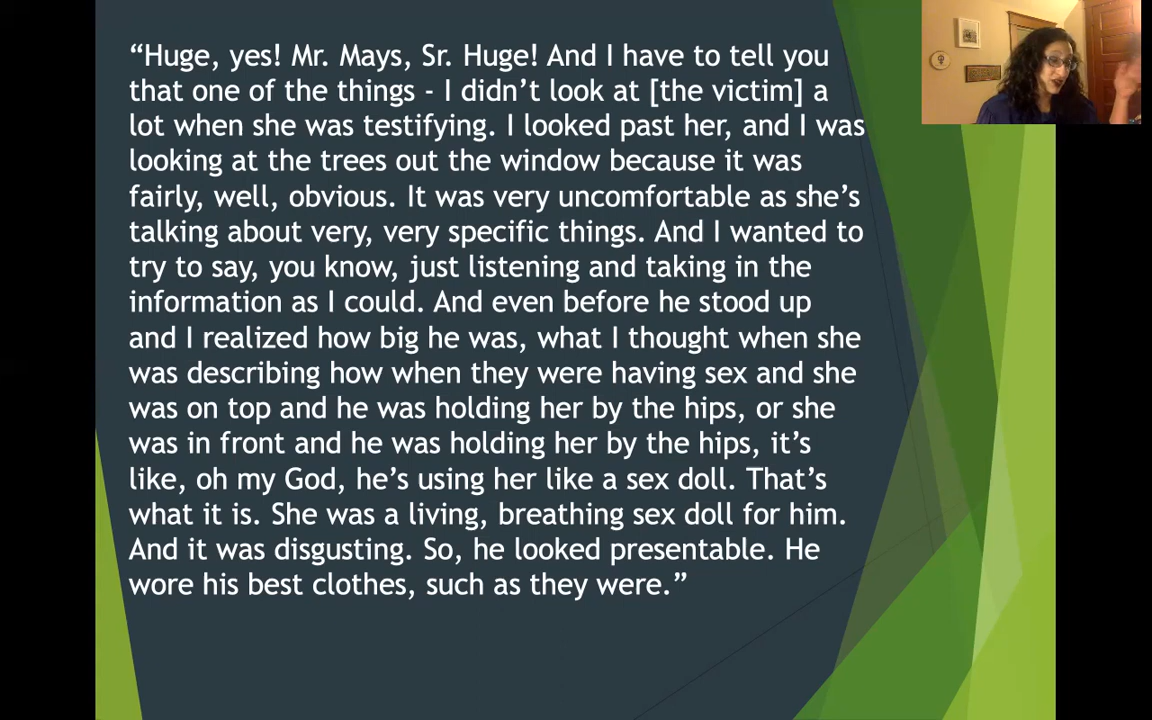 “Huge, yes! Mr. Mays, Sr. Huge! And I have to tell you
that one of the things - I didn’t look at [the victim] a
lot when she was testifying. I looked past her, and I was
looking at the trees out the window because it was
fairly, well, obvious. It was very uncomfortable as she’s
talking about very, very specific things. And I wanted to
try to say, you know, just listening and taking in the
information as I could. And even before he stood up
and I realized how big he was, what I thought when she
was describing how when they were having sex and she
was on top and he was holding her by the hips, or she
was in front and he was holding her by the hips, it’s
like, oh my God, he’s using her like a sex doll. That’s
what it is. She was a living, breathing sex doll for him.
And it was disgusting. So, he looked presentable. He
wore his best clothes, such as they were.”